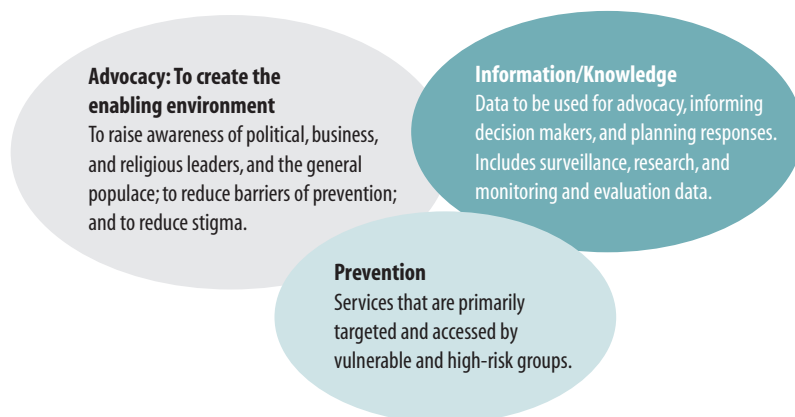 Advocacy: To create the
enabling environment
To raise awareness of political, business,
and religious leaders, and the general
populace; to reduce barriers of prevention;
and to reduce stigma.
Information/Knowledge
Data to be used for advocacy, informing
decision makers, and planning responses.
Includes surveillance, research, and
monitoring and evaluation data.
Prevention
Services that are primarily
targeted and accessed by
vulnerable and high-risk groups.